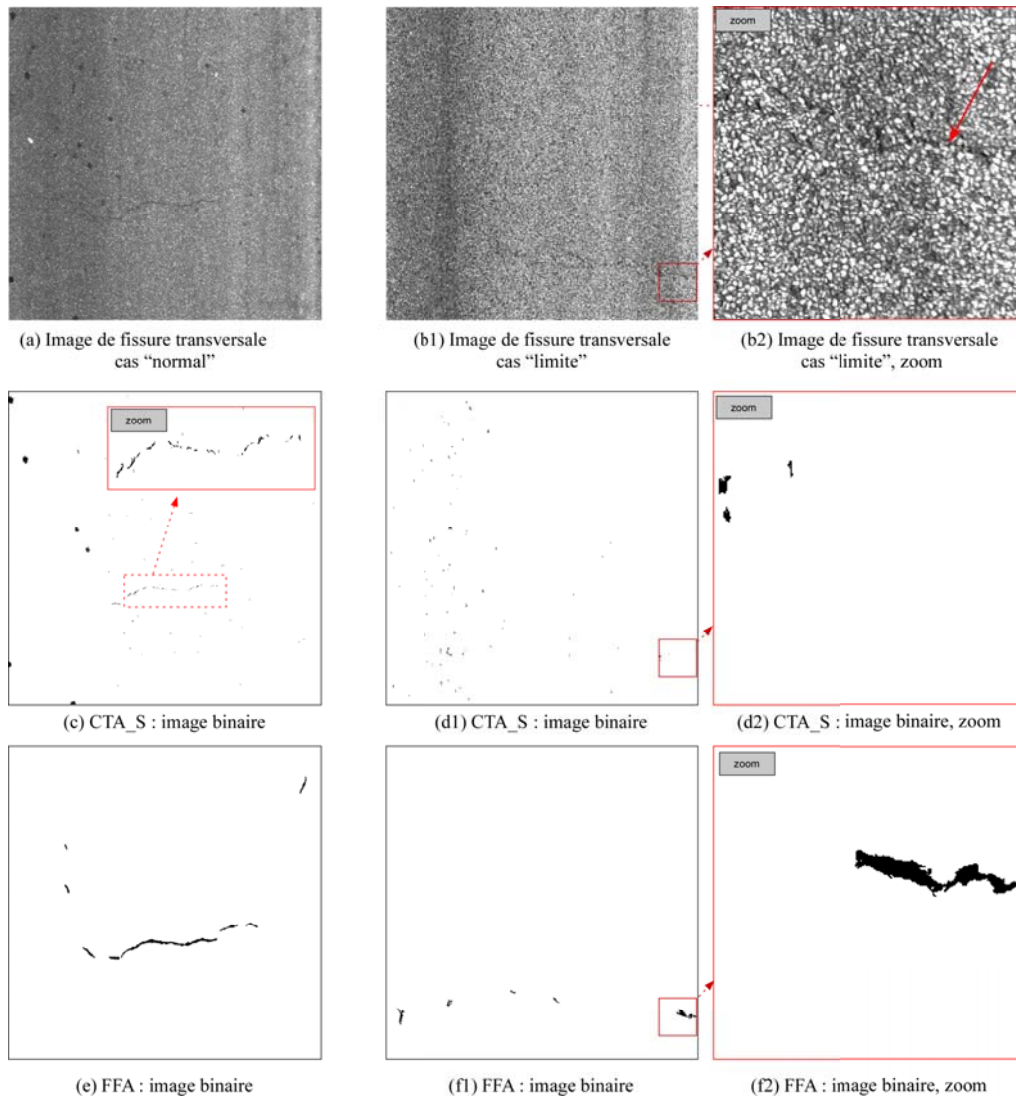 zoom
(a) Image de fissure transversale
cas “normal”
(b1) Image de fissure transversale
cas “limite”
(b2) Image de fissure transversale
cas “limite”, zoom
zoom
zoom
(c) CTA_S : image binaire
(d1) CTA_S : image binaire
(d2) CTA_S : image binaire, zoom
zoom
(e) FFA : image binaire
(f1) FFA : image binaire
(f2) FFA : image binaire, zoom